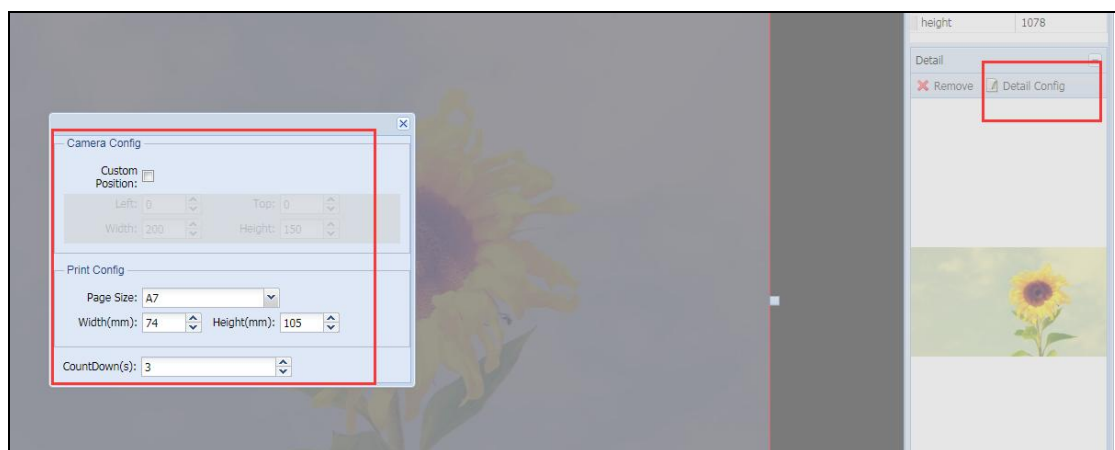 height 1078
Detail
Remove Detail Config
Camera Config
Custom
Position:
Left: 0 Top: 0
Width: 200 Height: 150
Print Config
Page Size: A7
Width(mm): 74 Height(mm): 105
CountDown(s): 3